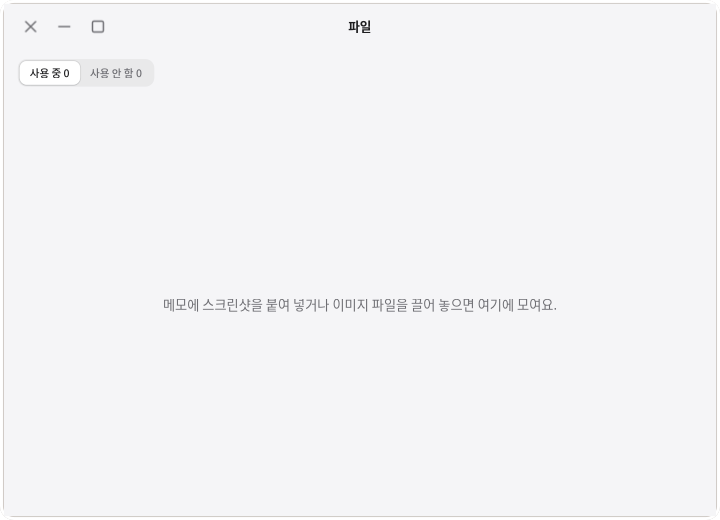 파일
사용 중 0 사용 안 함 0
메모에 스크린샷을 붙여 넣거나 이미지 파일을 끌어 놓으면 여기에 모여요.